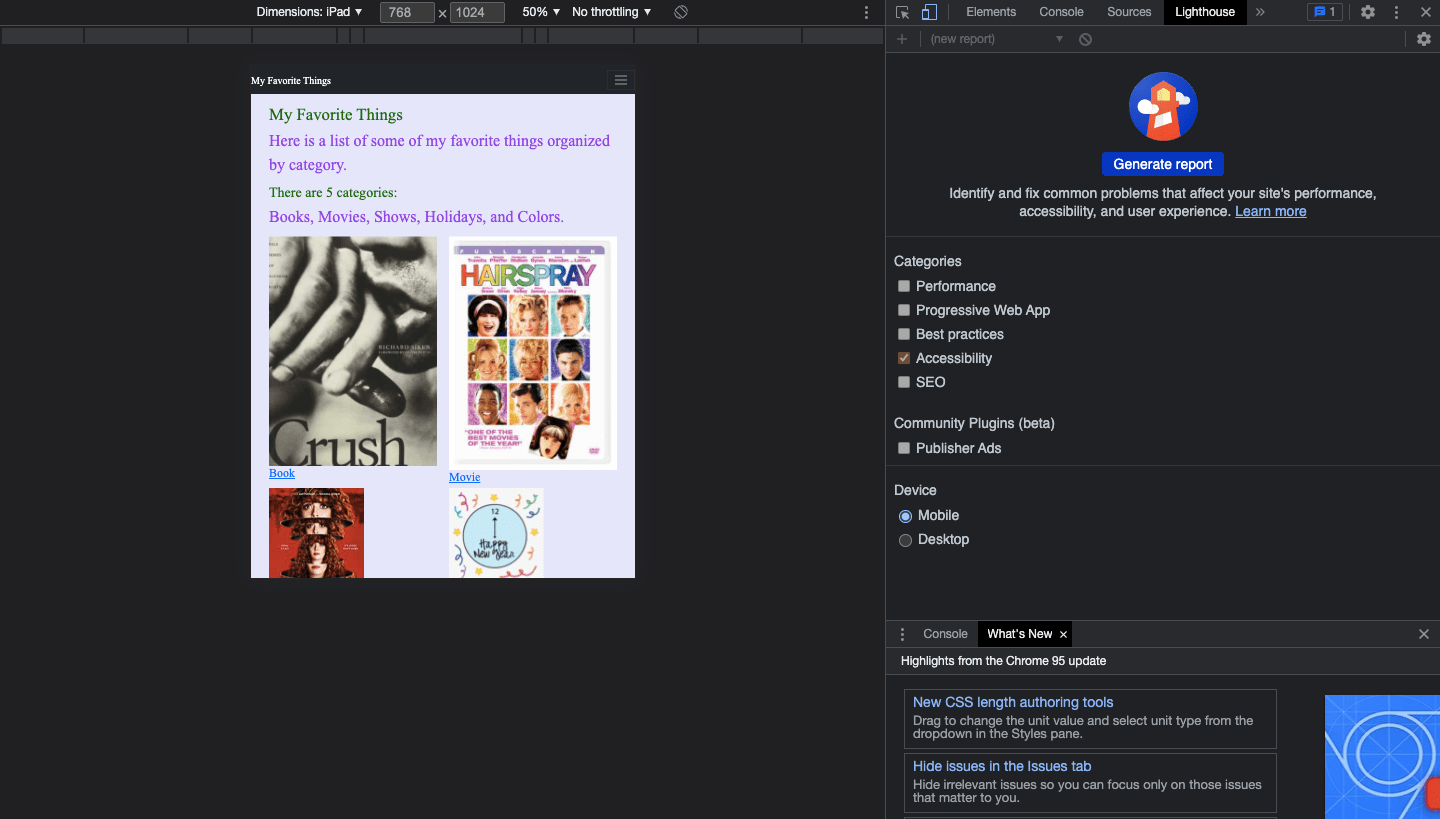 Dimensions: iPad ▼ 768 × 1024 50% ▼ No throttling ▼
Elements Console Sources Lighthouse » 1
(new report) ▼
My Favorite Things
My Favorite Things
Here is a list of some of my favorite things organized
by category.
There are 5 categories:
Books, Movies, Shows, Holidays, and Colors.
RICHARD SIKEN
Crush
Book
FULLSCREEN
HAIRSPRAY
"ONE OF THE
BEST MOVIES
OF THE YEAR!"
DVD
Movie
12
Happy
New Year
Generate report
Identify and fix common problems that affect your site's performance,
accessibility, and user experience. Learn more
Categories
Performance
Progressive Web App
Best practices
Accessibility
SEO
Community Plugins (beta)
Publisher Ads
Device
Mobile
Desktop
Console What's New ×
Highlights from the Chrome 95 update
New CSS length authoring tools
Drag to change the unit value and select unit type from the
dropdown in the Styles pane.
Hide issues in the Issues tab
Hide irrelevant issues so you can focus only on those issues
that matter to you.